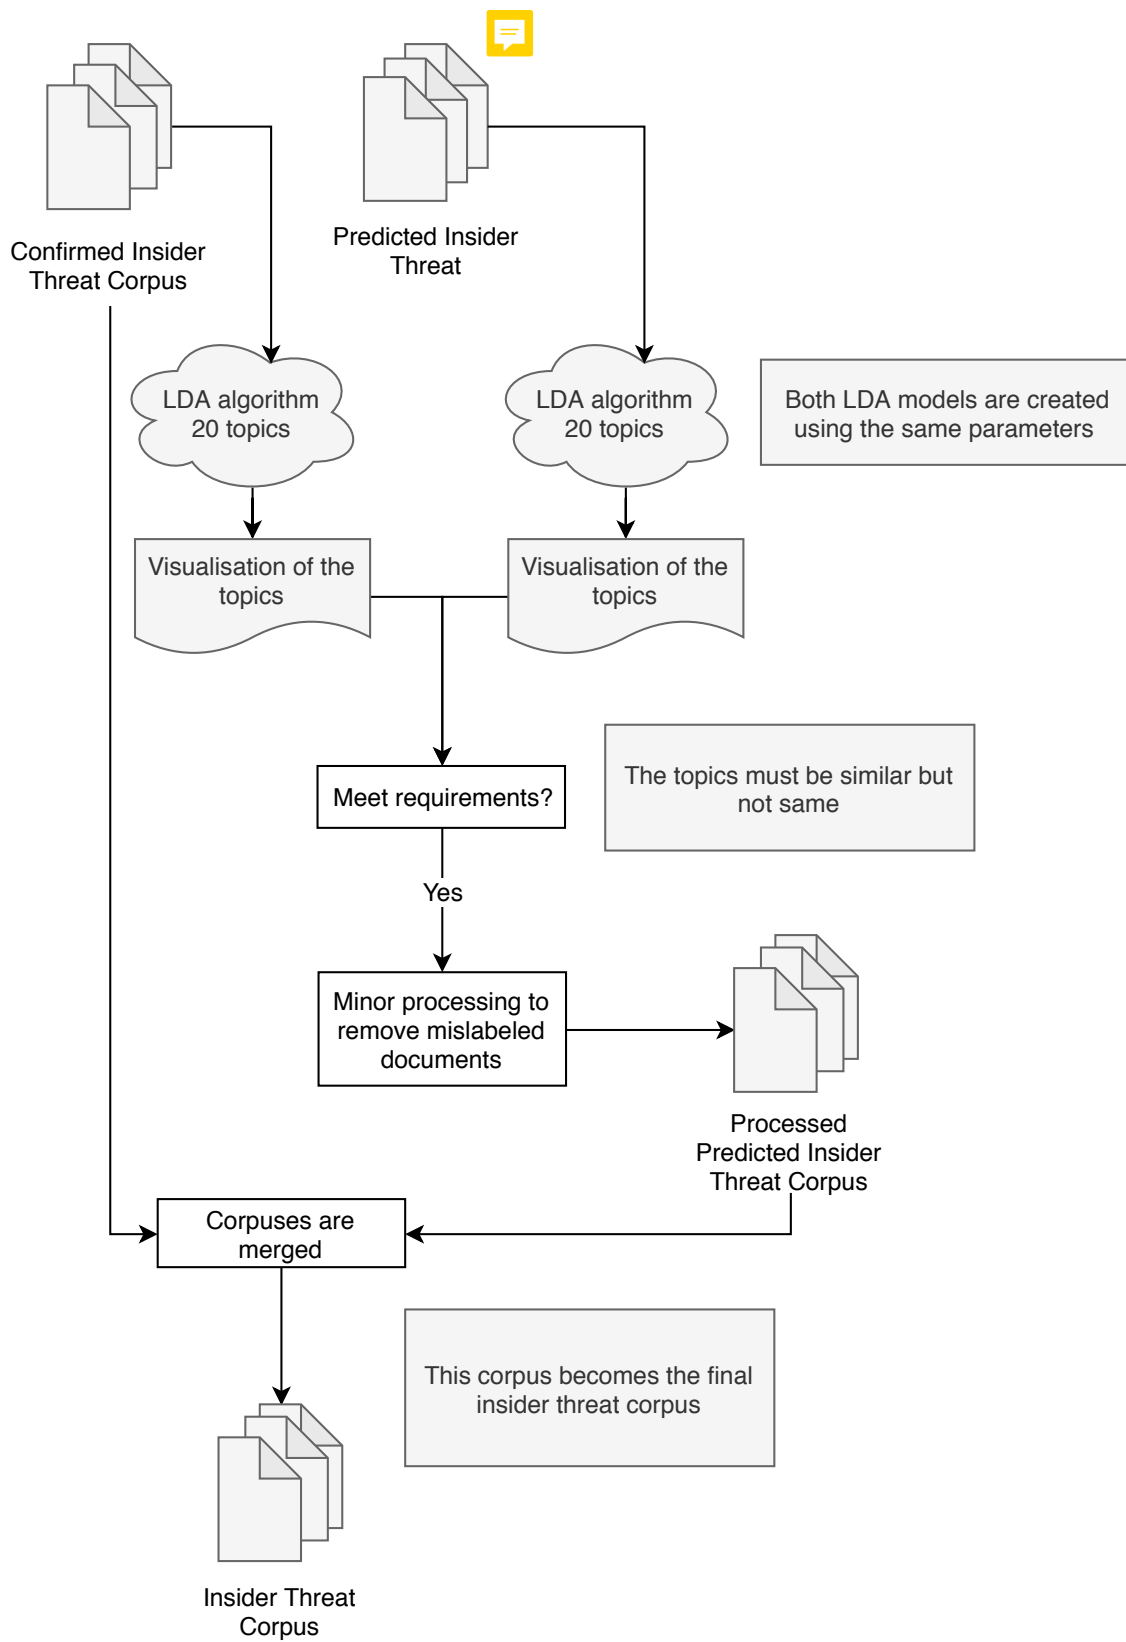 Confirmed Insider
Threat Corpus
Predicted Insider
Threat
LDA algorithm
20 topics
LDA algorithm
20 topics
Both LDA models are created
using the same parameters
Visualisation of the
topics
Visualisation of the
topics
The topics must be similar but
not same
Meet requirements?
Yes
Minor processing to
remove mislabeled
documents
Processed
Predicted Insider
Threat Corpus
Corpuses are
merged
This corpus becomes the final
insider threat corpus
Insider Threat
Corpus